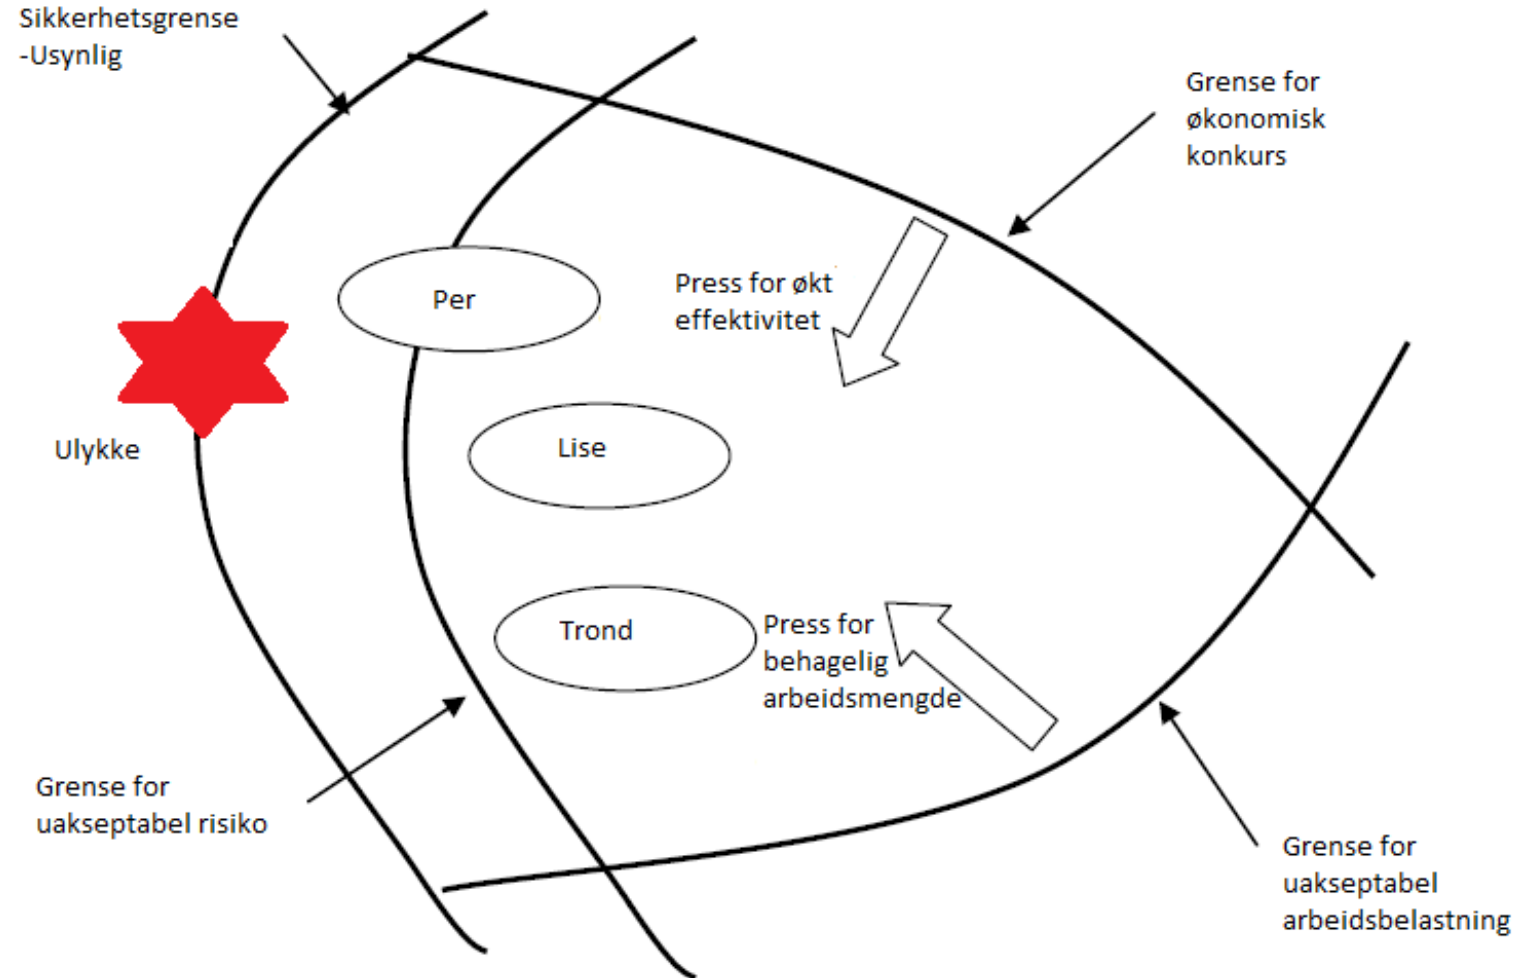 Sikkerhetsgrense
-Usynlig
Grense for
økonomisk
konkurs
Press for økt
effektivitet
Per
Lise
Ulykke
Trond
Press for
behagelig
arbeidsmengde
Grense for
uakseptabel risiko
Grense for
uakseptabel
arbeidsbelastning